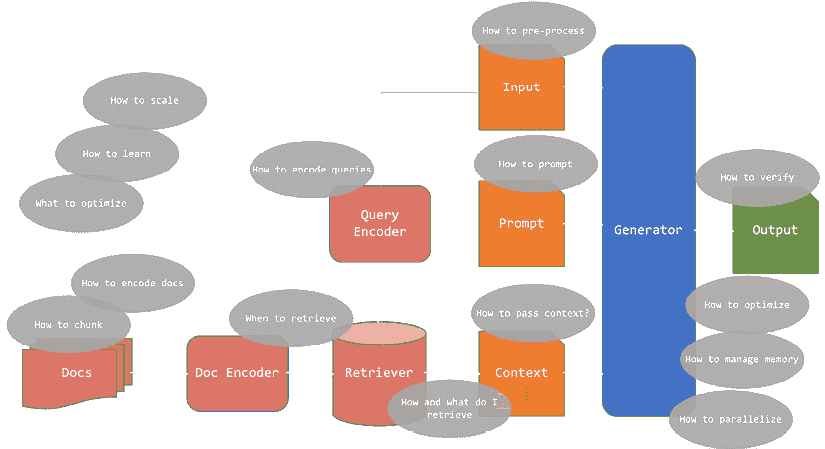 How to pre-process
Input
How to scale
How to learn
What to optimize
How to encode queries
Query
Encoder
How to prompt
Prompt
Generator
How to verify
Output
How to encode docs
How to chunk
Docs
When to retrieve
Doc Encoder
Retriever
How to pass context?
Context
How and what do I
retrieve
How to optimize
How to manage memory
How to parallelize